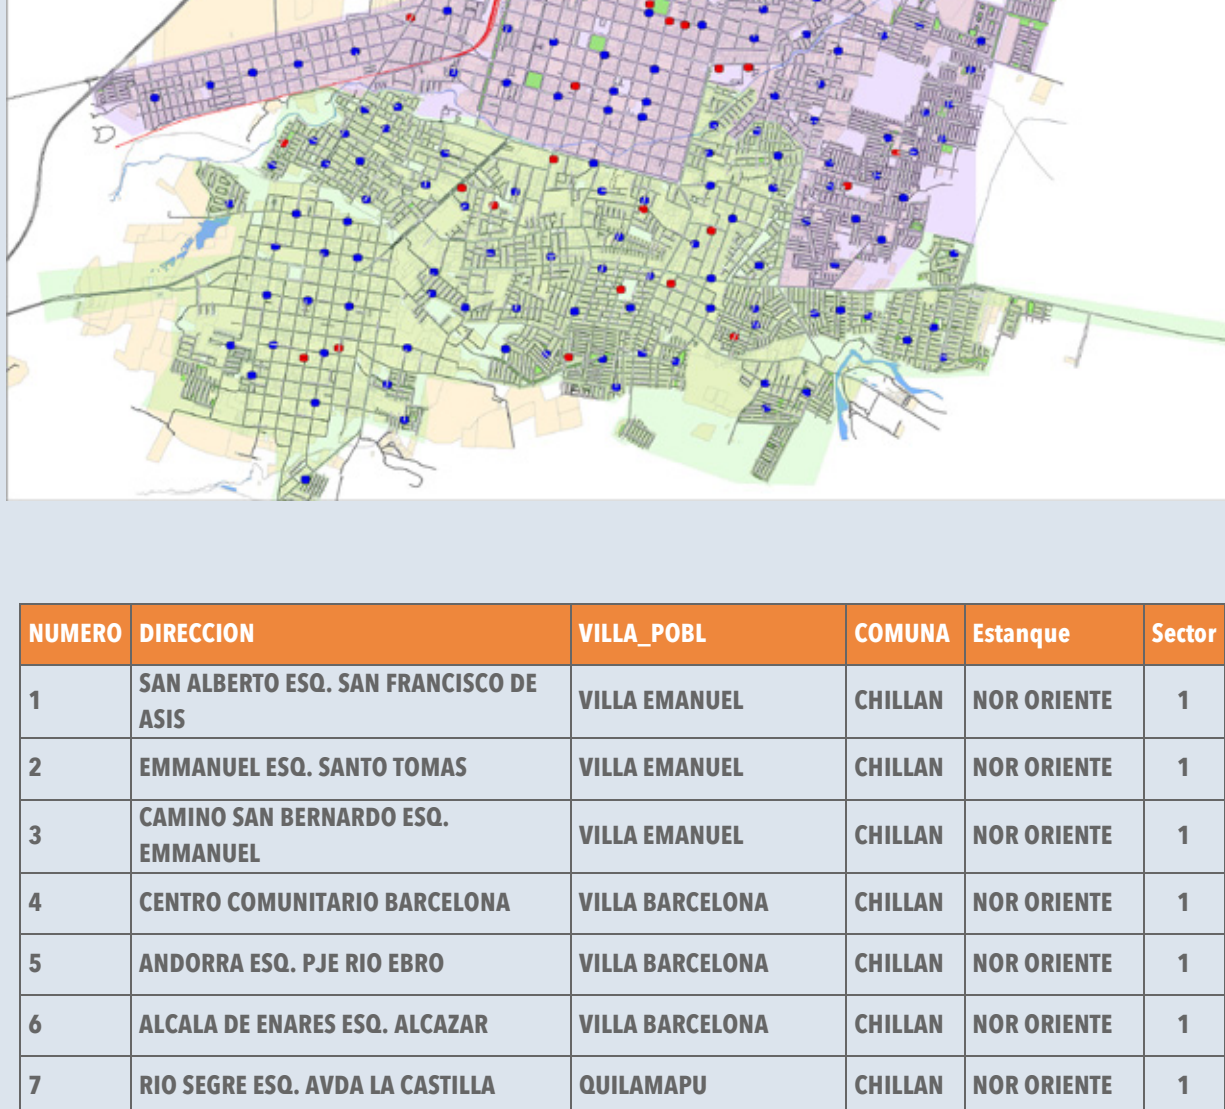 NUMERO DIRECCION VILLA_POBL COMUNA Estanque Sector
1 SAN ALBERTO ESQ. SAN FRANCISCO DE ASIS VILLA EMANUEL CHILLAN NOR ORIENTE 1
2 EMMANUEL ESQ. SANTO TOMAS VILLA EMANUEL CHILLAN NOR ORIENTE 1
3 CAMINO SAN BERNARDO ESQ. EMMANUEL VILLA EMANUEL CHILLAN NOR ORIENTE 1
4 CENTRO COMUNITARIO BARCELONA VILLA BARCELONA CHILLAN NOR ORIENTE 1
5 ANDORRA ESQ. PJE RIO EBRO VILLA BARCELONA CHILLAN NOR ORIENTE 1
6 ALCALA DE ENARES ESQ. ALCAZAR VILLA BARCELONA CHILLAN NOR ORIENTE 1
7 RIO SEGRE ESQ. AVDA LA CASTILLA QUILAMAPU CHILLAN NOR ORIENTE 1